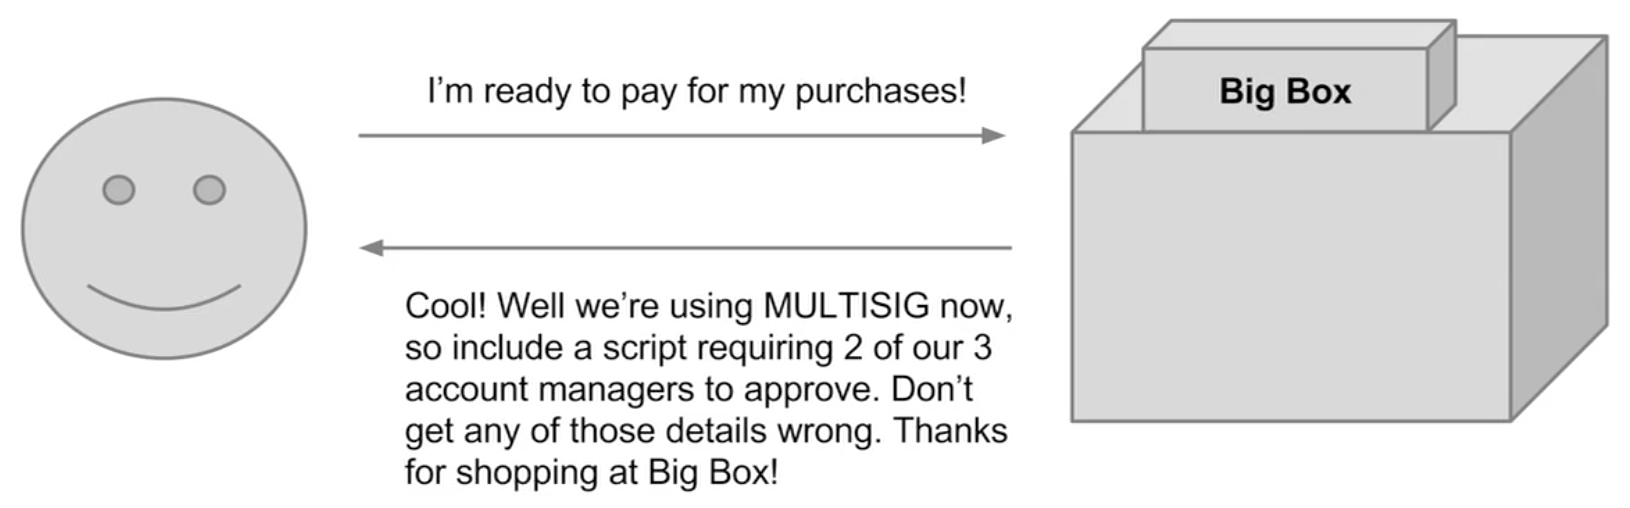 I'm ready to pay for my purchases!
Big Box
Cool! Well we're using MULTISIG now,
so include a script requiring 2 of our 3
account managers to approve. Don't
get any of those details wrong. Thanks
for shopping at Big Box!